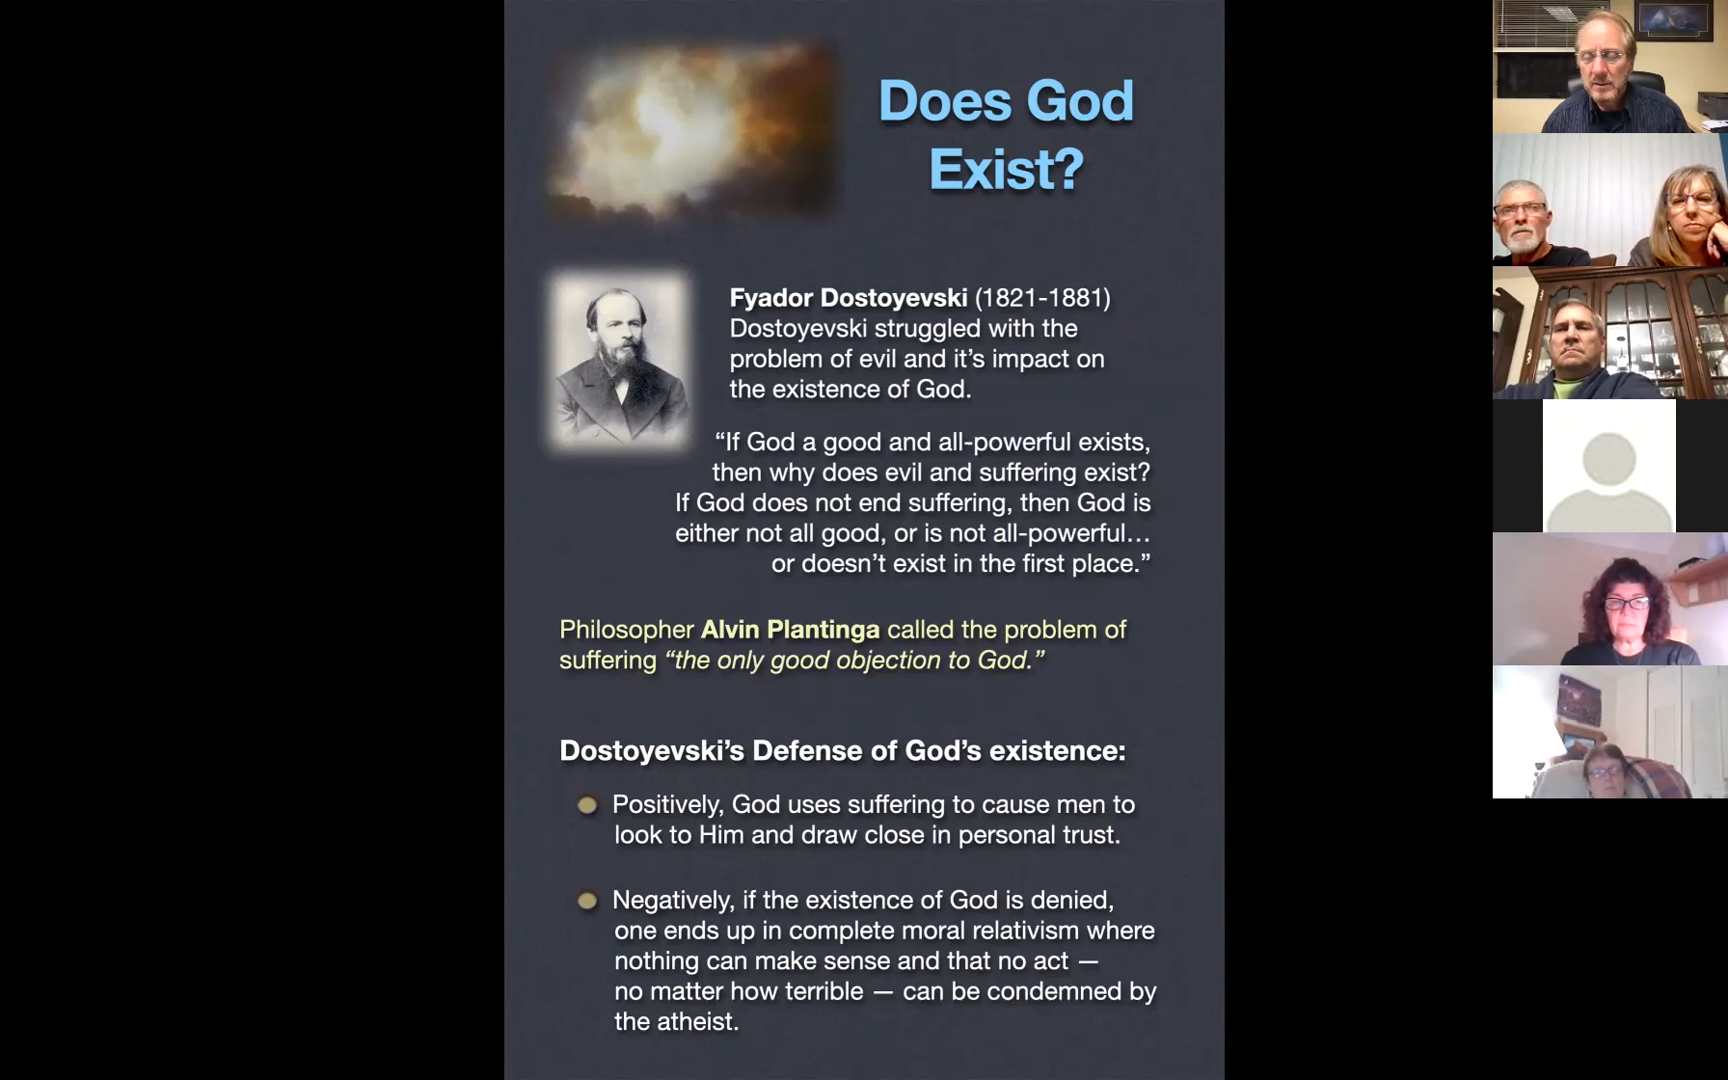 Does God
Exist?
Fyador Dostoyevski (1821-1881)
Dostoyevski struggled with the
problem of evil and it’s impact on
the existence of God.
“If God a good and all-powerful exists,
then why does evil and suffering exist?
If God does not end suffering, then God is
either not all good, or is not all-powerful…
or doesn’t exist in the first place.”
Philosopher Alvin Plantinga called the problem of
suffering “the only good objection to God.”
Dostoyevski’s Defense of God’s existence:
Positively, God uses suffering to cause men to
look to Him and draw close in personal trust.
Negatively, if the existence of God is denied,
one ends up in complete moral relativism where
nothing can make sense and that no act —
no matter how terrible — can be condemned by
the atheist.